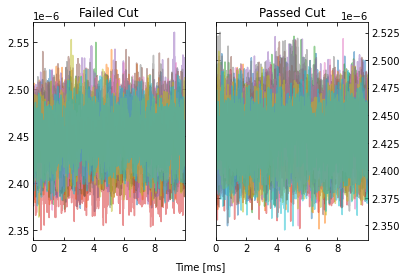 Failed Cut
Passed Cut
1e−6
1e−6
2.55
2.50
2.45
2.40
2.35
2.525
2.500
2.475
2.450
2.425
2.400
2.375
2.350
0 2 4 6 8
0 2 4 6 8
Time [ms]